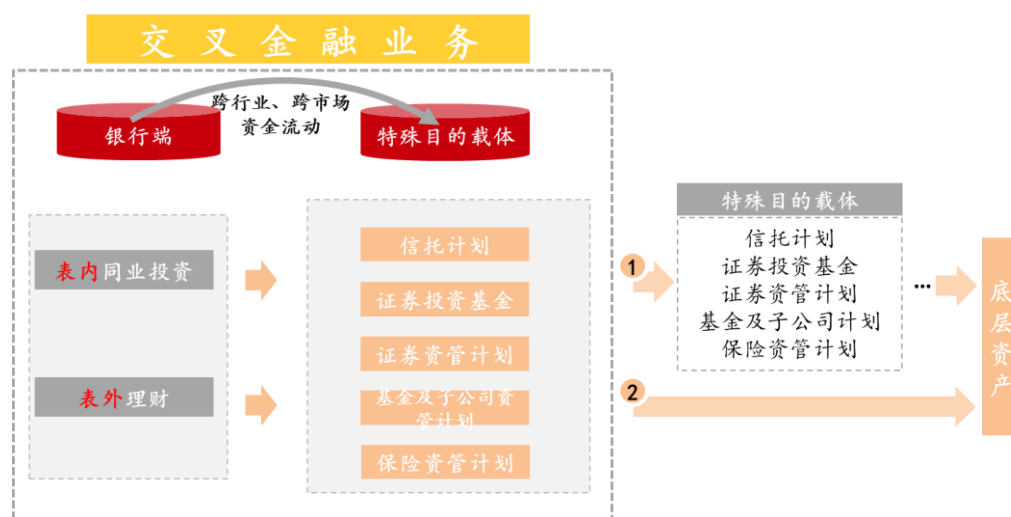 交叉金融业务
跨行业、跨市场
资金流动
银行端
特殊目的载体
表内同业投资
表外理财
信托计划
证券投资基金
证券资管计划
基金及子公司资
管计划
保险资管计划
1
特殊目的载体
信托计划
证券投资基金
证券资管计划
基金及子公司计划
保险资管计划
...
2
底层资产